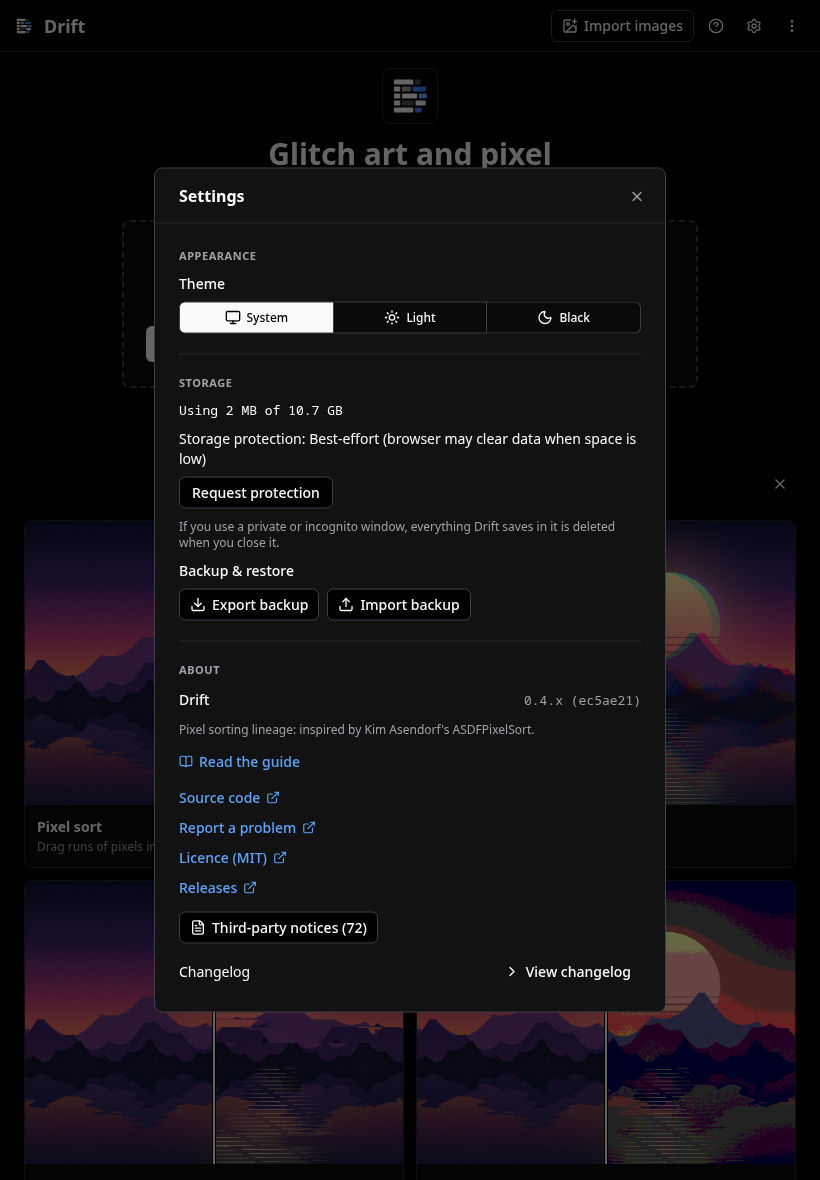 Drift
Import images
Glitch art and pixel
Settings
APPEARANCE
Theme
System
Light
Black
STORAGE
Using 2 MB of 10.7 GB
Storage protection: Best-effort (browser may clear data when space is
low)
Request protection
If you use a private or incognito window, everything Drift saves in it is deleted
when you close it.
Backup & restore
Export backup
Import backup
ABOUT
Drift
0.4.x (ec5ae21)
Pixel sorting lineage: inspired by Kim Asendorf's ASDFPixelSort.
Read the guide
Source code
Report a problem
Licence (MIT)
Releases
Third-party notices (72)
Changelog
View changelog
Pixel sort
Drag runs of pixels